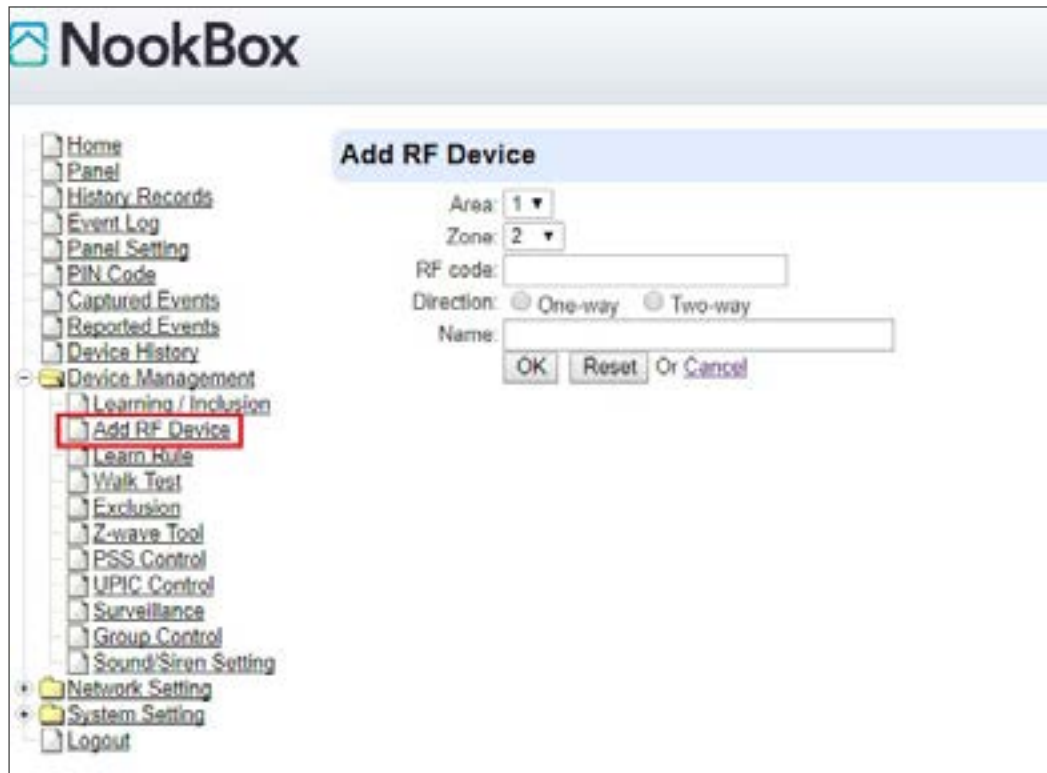 NookBox
Home
Panel
History Records
Event Log
Panel Setting
PIN Code
Captured Events
Reported Events
Device History
Device Management
Learning / Inclusion
Add RF Device
Learn Rule
Walk Test
Exclusion
Z-wave Tool
PSS Control
UPIC Control
Surveillance
Group Control
Sound/Siren Setting
Network Setting
System Setting
Logout
Add RF Device
Area: 1
Zone: 2
RF code:
Direction: One-way Two-way
Name:
OK Reset Or Cancel